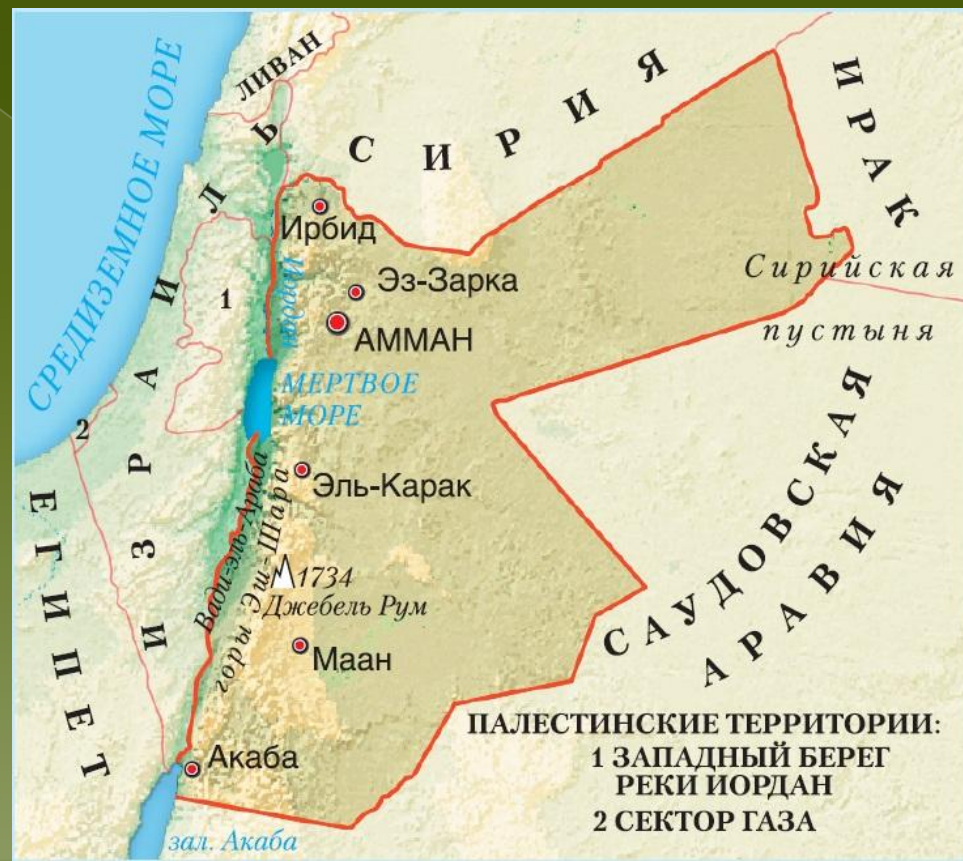 СРЕДИЗЕМНОЕ МОРЕ
ЛИВАН
СИРИЯ
ИРАК
ИЗРАИЛЬ
Ирбид
Иордан
1
Эз-Зарка
АММАН
Сирийская
пустыня
МЕРТВОЕ
МОРЕ
2
ЕГИПЕТ
Эль-Карак
Вади-эль-Араба
горы Эш-Шара
1734
Джебель Рум
Маан
САУДОВСКАЯ
АРАВИЯ
Акаба
зал. Акаба
ПАЛЕСТИНСКИЕ ТЕРРИТОРИИ:
1 ЗАПАДНЫЙ БЕРЕГ
РЕКИ ИОРДАН
2 СЕКТОР ГАЗА